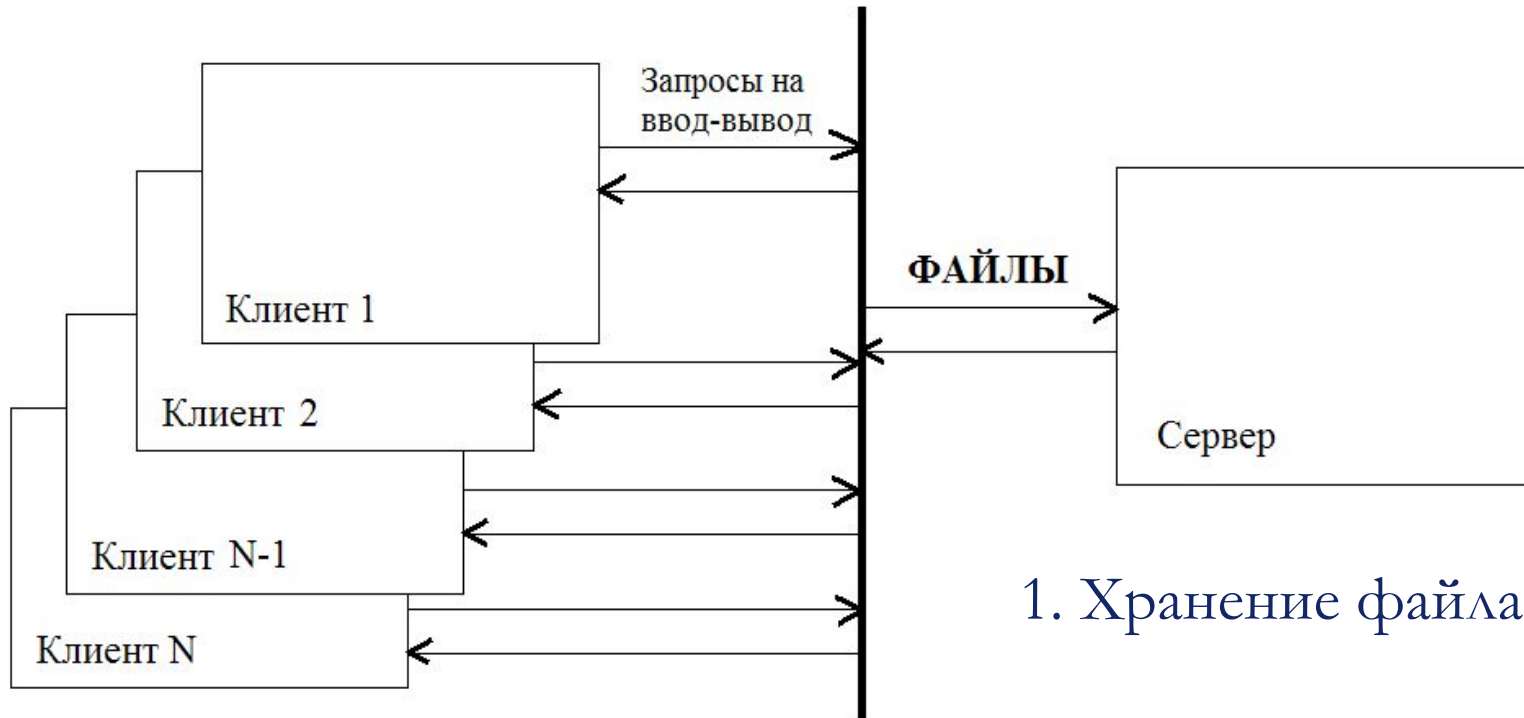 Запросы на
ввод-вывод
ФАЙЛЫ
Клиент 1
Клиент 2
Сервер
Клиент N-1
1. Хранение файла
Клиент N